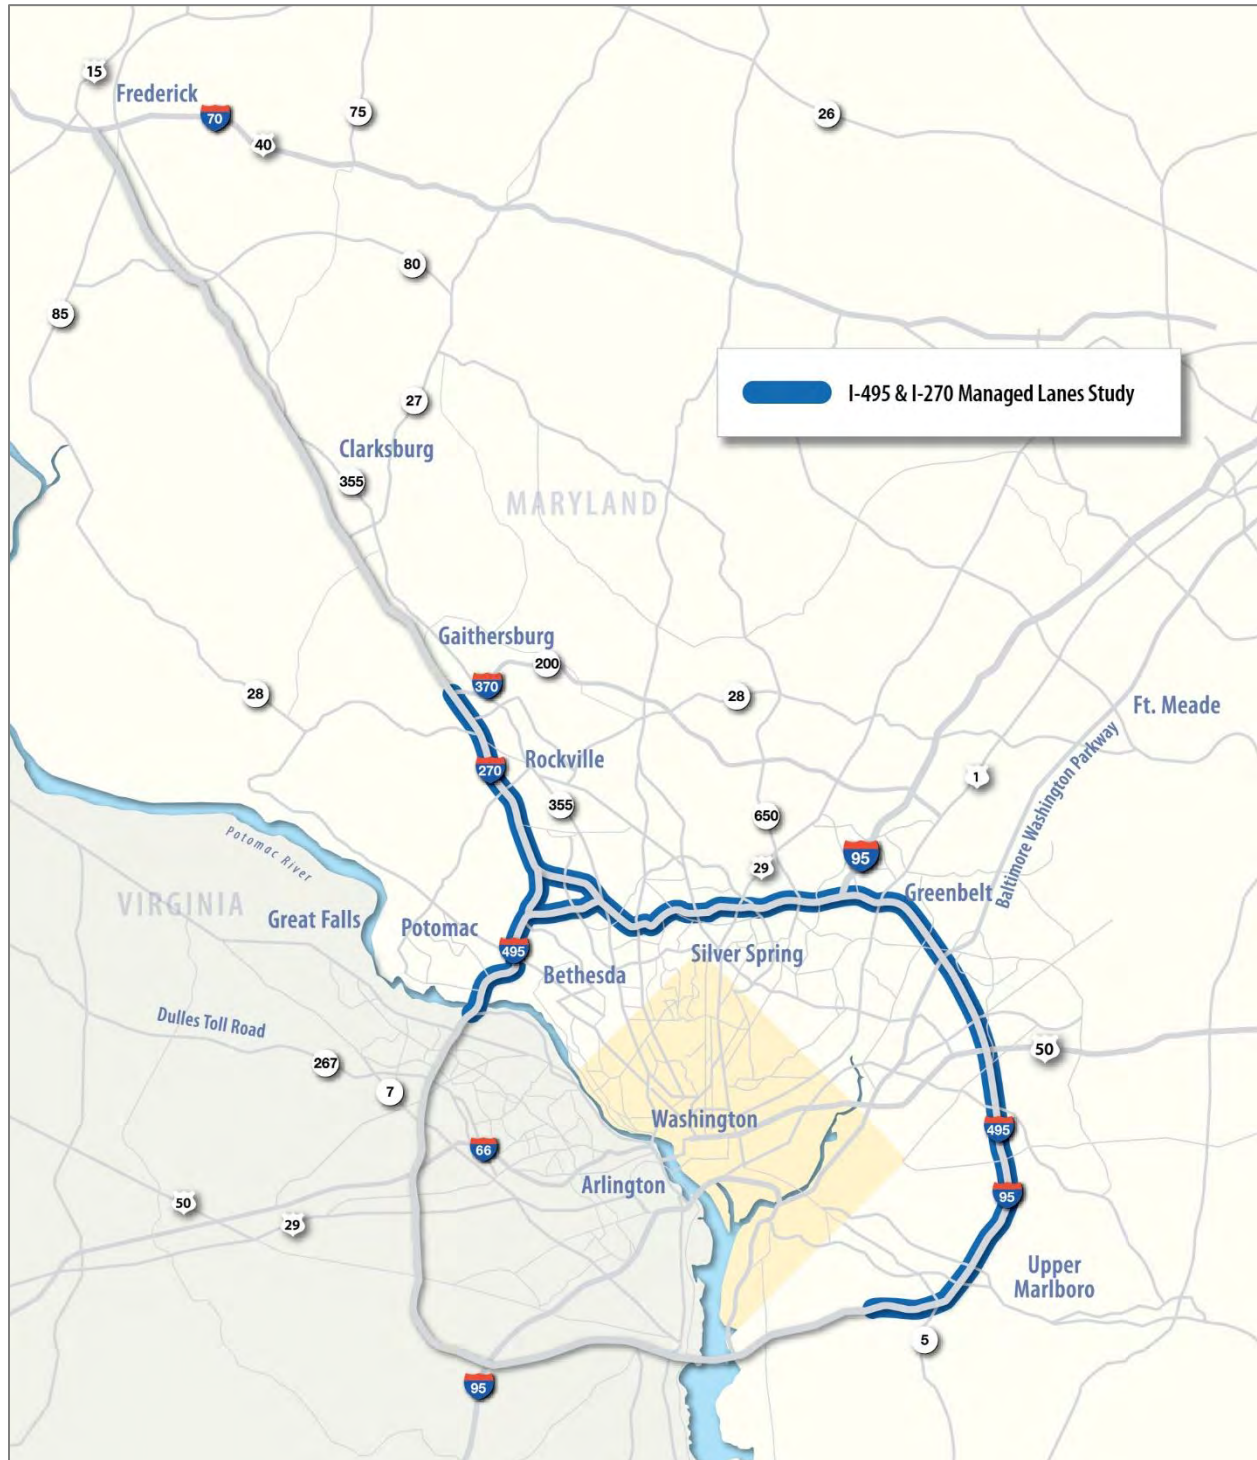 15
Frederick
70
75
26
40
80
85
I-495 & I-270 Managed Lanes Study
27
Clarksburg
355
MARYLAND
Gaithersburg
200
370
28
28
Ft. Meade
Rockville
270
1
355
650
Baltimore Washington Parkway
Potomac River
29
95
VIRGINIA
Greenbelt
Great Falls
Potomac
495
Silver Spring
Bethesda
Dulles Toll Road
267
50
7
Washington
495
66
Arlington
50
29
95
Upper
Marlboro
5
95